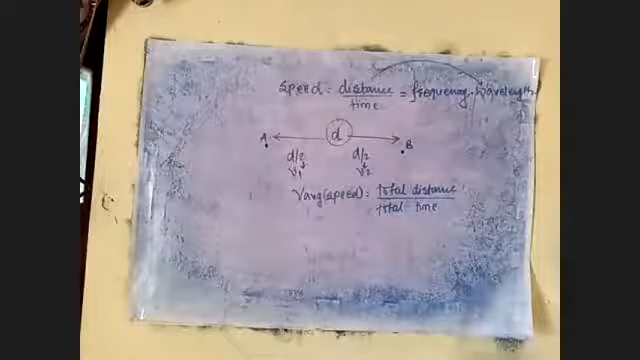 Speed = distance/time = frequency · wavelength
A d B
d/2 d/2
v1 v2
Vavg(speed) = total distance/total time